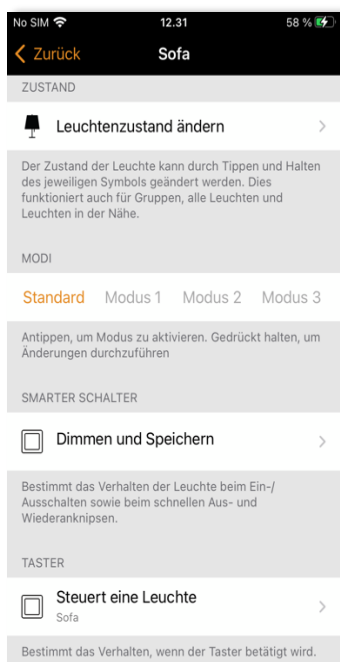 No SIM 12.31 58 %
Zurück Sofa
ZUSTAND
Leuchtenzustand ändern
Der Zustand der Leuchte kann durch Tippen und Halten
des jeweiligen Symbols geändert werden. Dies
funktioniert auch für Gruppen, alle Leuchten und
Leuchten in der Nähe.
MODI
Standard Modus 1 Modus 2 Modus 3
Antippen, um Modus zu aktivieren. Gedrückt halten, um
Änderungen durchzuführen
SMARTER SCHALTER
Dimmen und Speichern
Bestimmt das Verhalten der Leuchte beim Ein-/
Ausschalten sowie beim schnellen Aus- und
Wiederanknipsen.
TASTER
Steuert eine Leuchte
Sofa
Bestimmt das Verhalten, wenn der Taster betätigt wird.